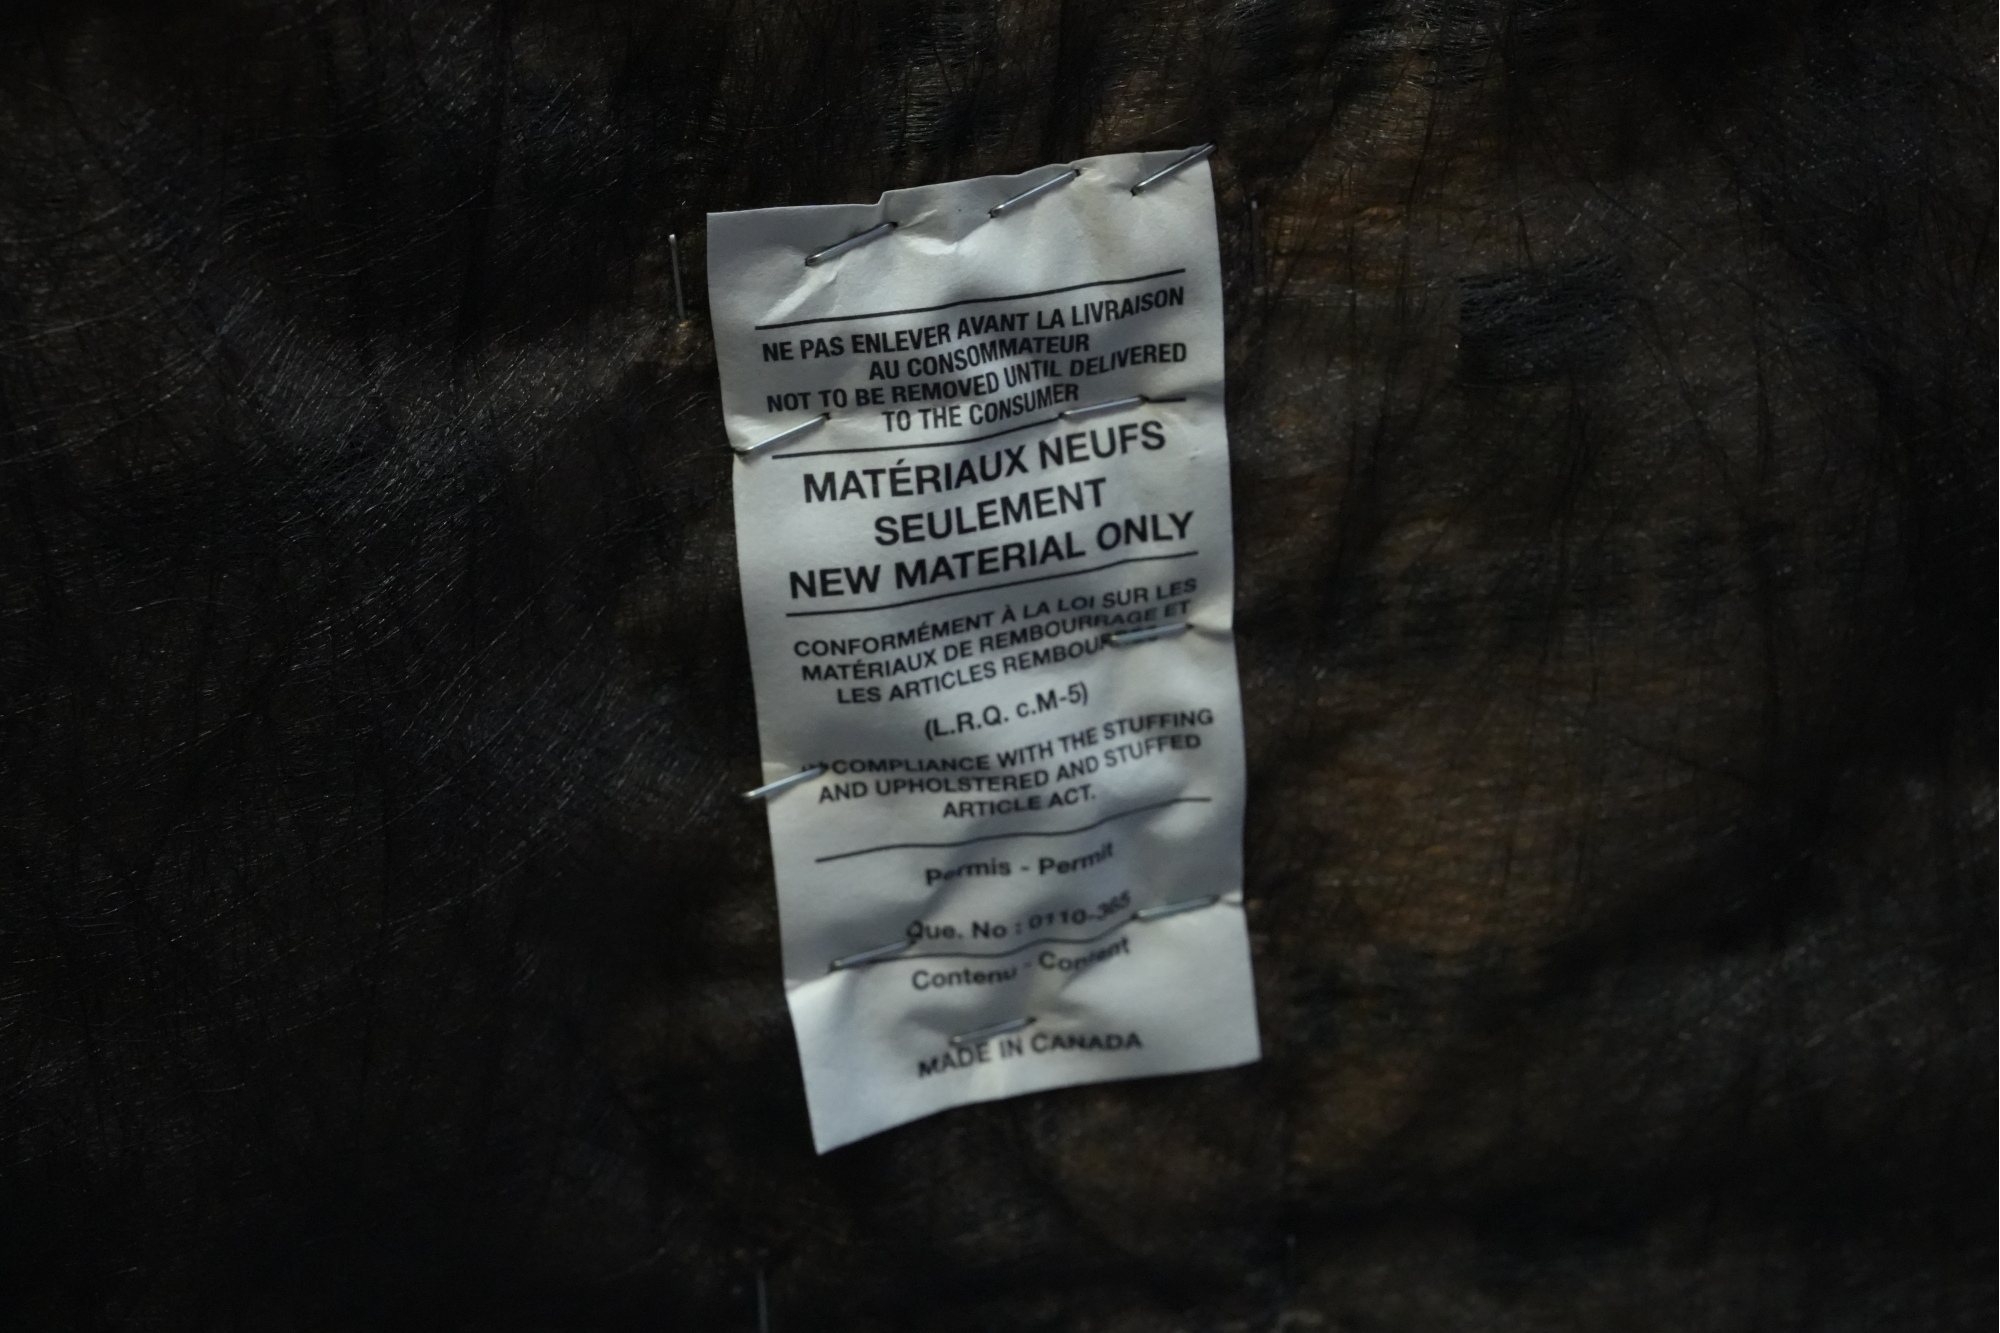 NE PAS ENLEVER AVANT LA LIVRAISON
AU CONSOMMATEUR
NOT TO BE REMOVED UNTIL DELIVERED
TO THE CONSUMER
MATÉRIAUX NEUFS
SEULEMENT
NEW MATERIAL ONLY
CONFORMÉMENT À LA LOI SUR LES
MATÉRIAUX DE REMBOURRAGE ET
LES ARTICLES
(L.R.Q. c.M-5)
COMPLIANCE WITH THE STUFFING
AND UPHOLSTERED AND STUFFED
ARTICLE ACT.
Permis - Permit
Que. No : 0110-365
Contenu - Content
MADE IN CANADA